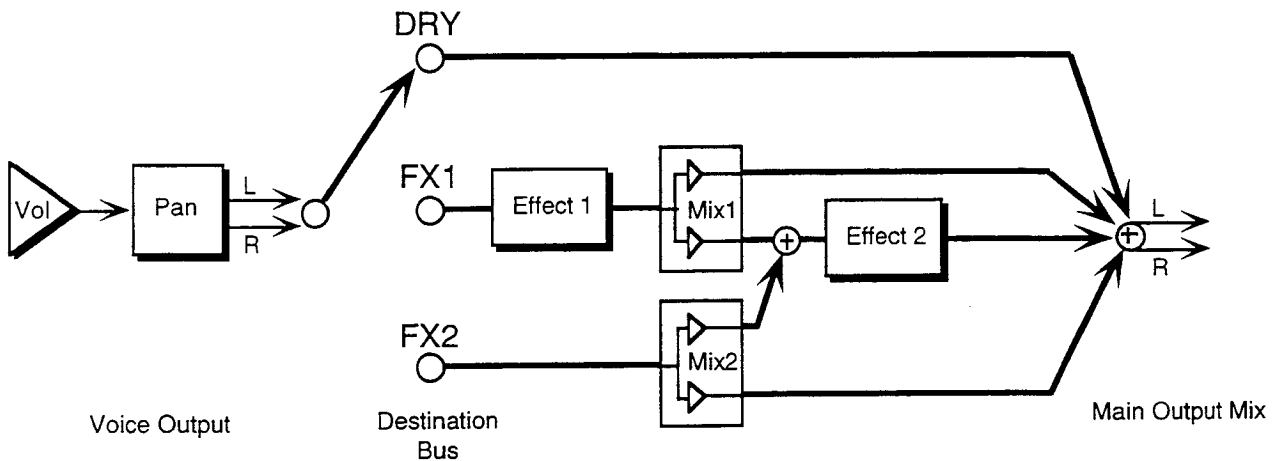 DRY
Vol
Pan
L
R
FX1
Effect 1
Mix1
Effect 2
L
R
FX2
Mix2
Voice Output
Destination
Bus
Main Output Mix